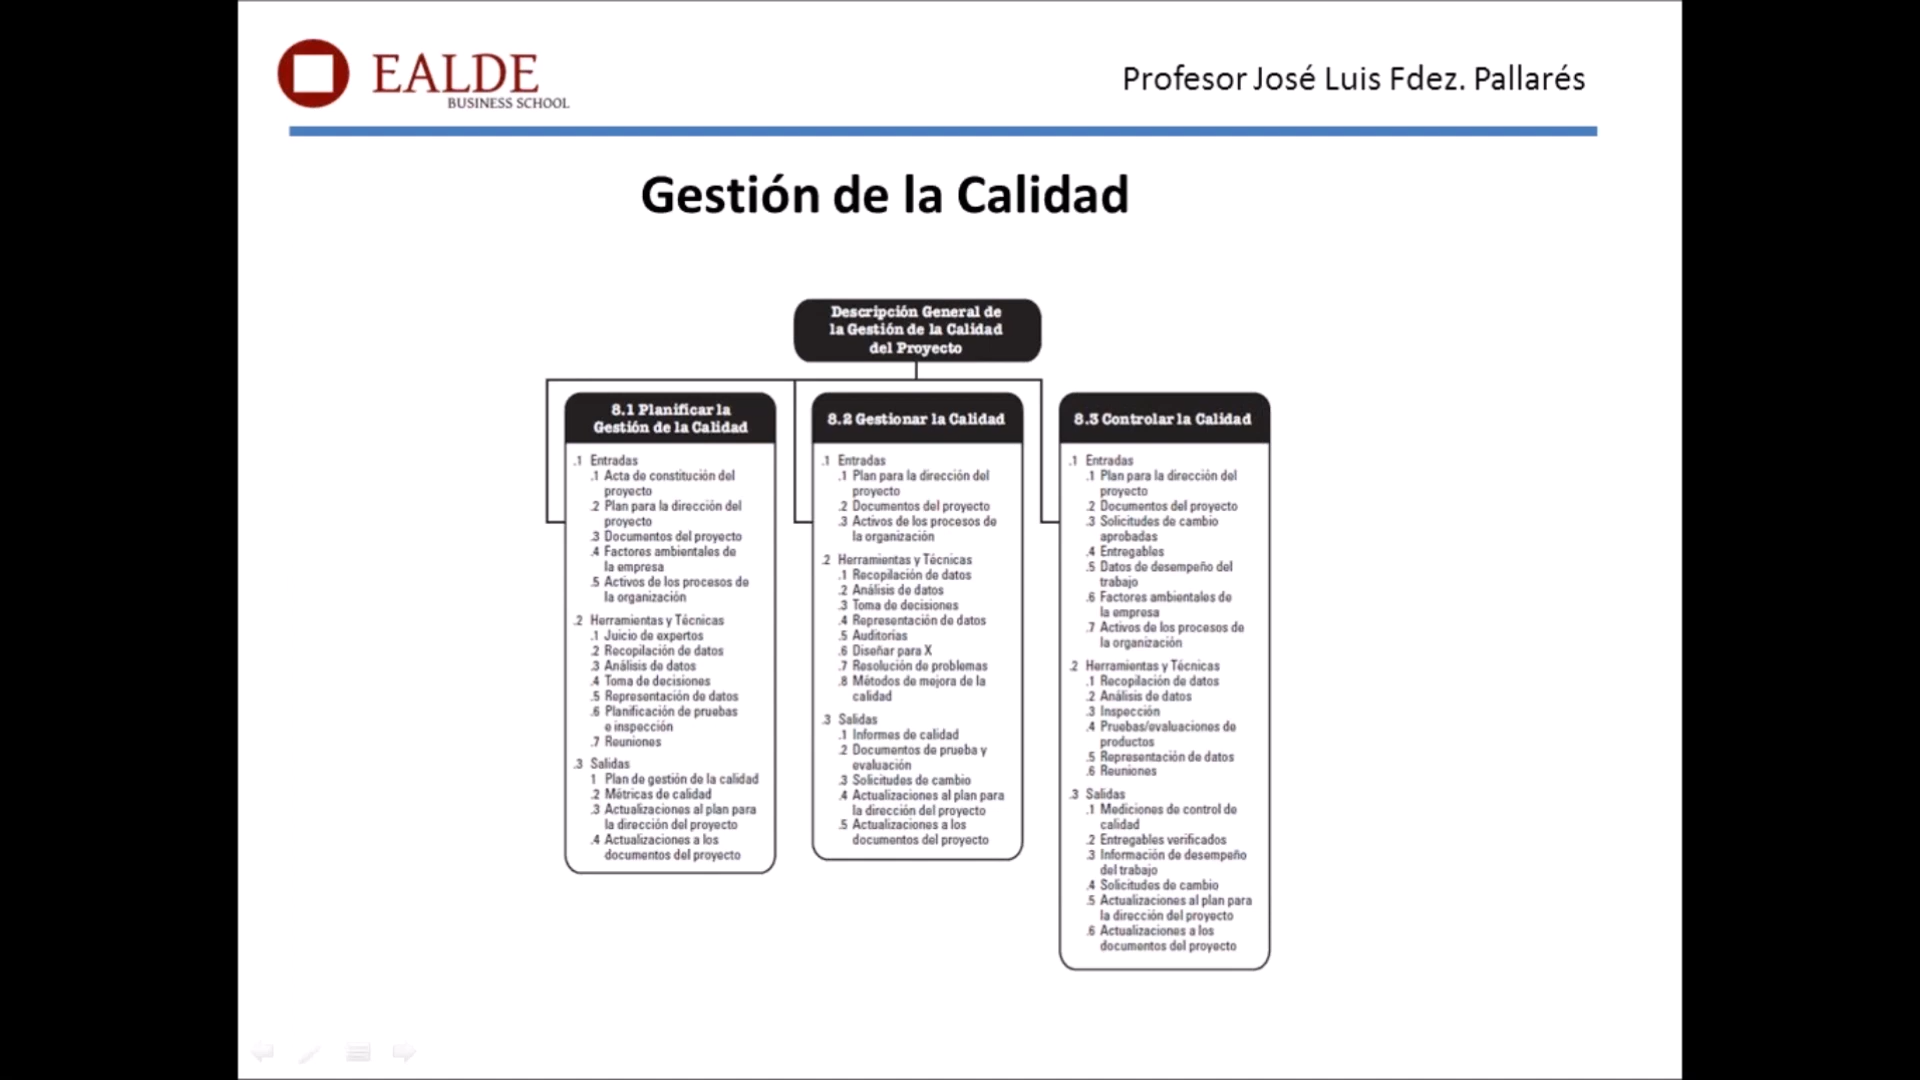 EALDE
BUSINESS SCHOOL
Profesor José Luis Fdez. Pallarés
Gestión de la Calidad
Descripción General de
la Gestión de la Calidad
del Proyecto
8.1 Planificar la
Gestión de la Calidad
.1 Entradas
.1 Acta de constitución del
proyecto
.2 Plan para la dirección del
proyecto
.3 Documentos del proyecto
.4 Factores ambientales de
la empresa
.5 Activos de los procesos de
la organización
.2 Herramientas y Técnicas
.1 Juicio de expertos
.2 Recopilación de datos
.3 Análisis de datos
.4 Toma de decisiones
.5 Representación de datos
.6 Planificación de pruebas
e inspección
.7 Reuniones
.3 Salidas
1 Plan de gestión de la calidad
.2 Métricas de calidad
.3 Actualizaciones al plan para
la dirección del proyecto
.4 Actualizaciones a los
documentos del proyecto
8.2 Gestionar la Calidad
.1 Entradas
.1 Plan para la dirección del
proyecto
.2 Documentos del proyecto
.3 Activos de los procesos de
la organización
.2 Herramientas y Técnicas
.1 Recopilación de datos
.2 Análisis de datos
.3 Toma de decisiones
.4 Representación de datos
.5 Auditorías
.6 Diseñar para X
.7 Resolución de problemas
.8 Métodos de mejora de la
calidad
.3 Salidas
.1 Informes de calidad
.2 Documentos de prueba y
evaluación
.3 Solicitudes de cambio
.4 Actualizaciones al plan para
la dirección del proyecto
.5 Actualizaciones a los
documentos del proyecto
8.3 Controlar la Calidad
.1 Entradas
.1 Plan para la dirección del
proyecto
.2 Documentos del proyecto
.3 Solicitudes de cambio
aprobadas
.4 Entregables
.5 Datos de desempeño del
trabajo
.6 Factores ambientales de
la empresa
.7 Activos de los procesos de
la organización
.2 Herramientas y Técnicas
.1 Recopilación de datos
.2 Análisis de datos
.3 Inspección
.4 Pruebas/evaluaciones de
productos
.5 Representación de datos
.6 Reuniones
.3 Salidas
.1 Mediciones de control de
calidad
.2 Entregables verificados
.3 Información de desempeño
del trabajo
.4 Solicitudes de cambio
.5 Actualizaciones al plan para
la dirección del proyecto
.6 Actualizaciones a los
documentos del proyecto